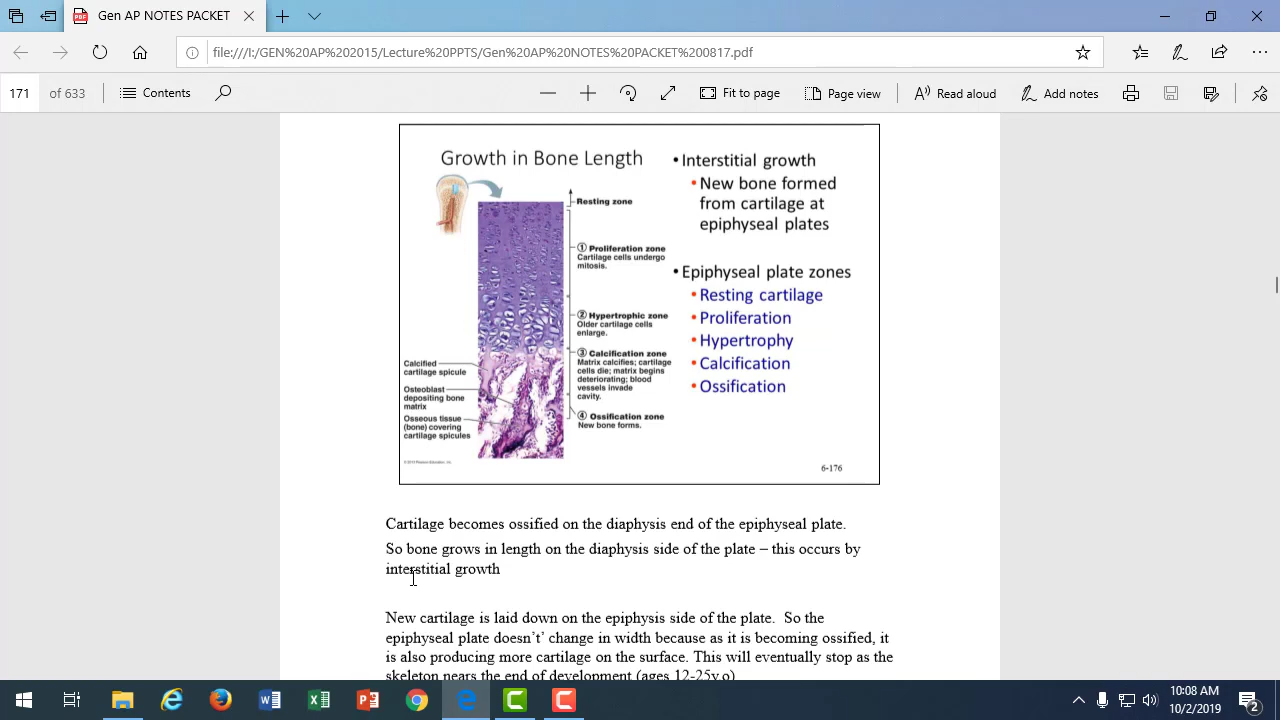 GEN AP NOTES PACKET
file:///I:/GEN%20AP%202015/Lecture%20PPTS/Gen%20AP%20NOTES%20PACKET%200817.pdf
171 of 633 Contents Fit to page Page view Read aloud Add notes
Growth in Bone Length
Resting zone
① Proliferation zone
Cartilage cells undergo
mitosis.
② Hypertrophic zone
Older cartilage cells
enlarge.
③ Calcification zone
Matrix calcifies; cartilage
cells die; matrix begins
deteriorating; blood
vessels invade
cavity.
④ Ossification zone
New bone forms.
Calcified
cartilage spicule
Osteoblast
depositing bone
matrix
Osseous tissue
(bone) covering
cartilage spicules
• Interstitial growth
• New bone formed
from cartilage at
epiphyseal plates
• Epiphyseal plate zones
• Resting cartilage
• Proliferation
• Hypertrophy
• Calcification
• Ossification
6-176
Cartilage becomes ossified on the diaphysis end of the epiphyseal plate.
So bone grows in length on the diaphysis side of the plate – this occurs by
interstitial growth
New cartilage is laid down on the epiphysis side of the plate. So the
epiphyseal plate doesn't' change in width because as it is becoming ossified, it
is also producing more cartilage on the surface. This will eventually stop as the
skeleton nears the end of development (ages 12-25y.o)
10:08 AM
10/2/2019